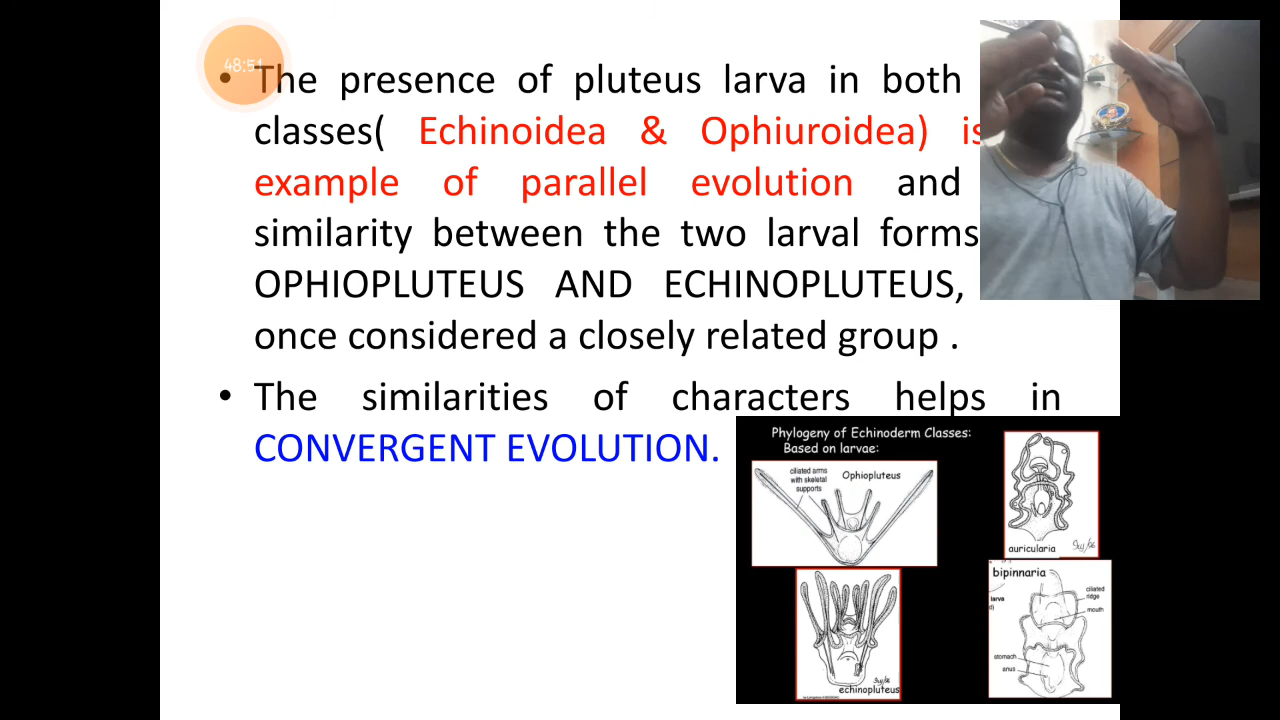 48:51
• The presence of pluteus larva in both
classes( Echinoidea & Ophiuroidea) is
example of parallel evolution and
similarity between the two larval forms
OPHIOPLUTEUS AND ECHINOPLUTEUS,
once considered a closely related group .
• The similarities of characters helps in
CONVERGENT EVOLUTION.
Phylogeny of Echinoderm Classes:
Based on larvae:
ciliated arms
with skeletal
supports
Ophiopluteus
auricularia
echinopluteus
bipinnaria
larva
ciliated
ridge
mouth
stomach
anus